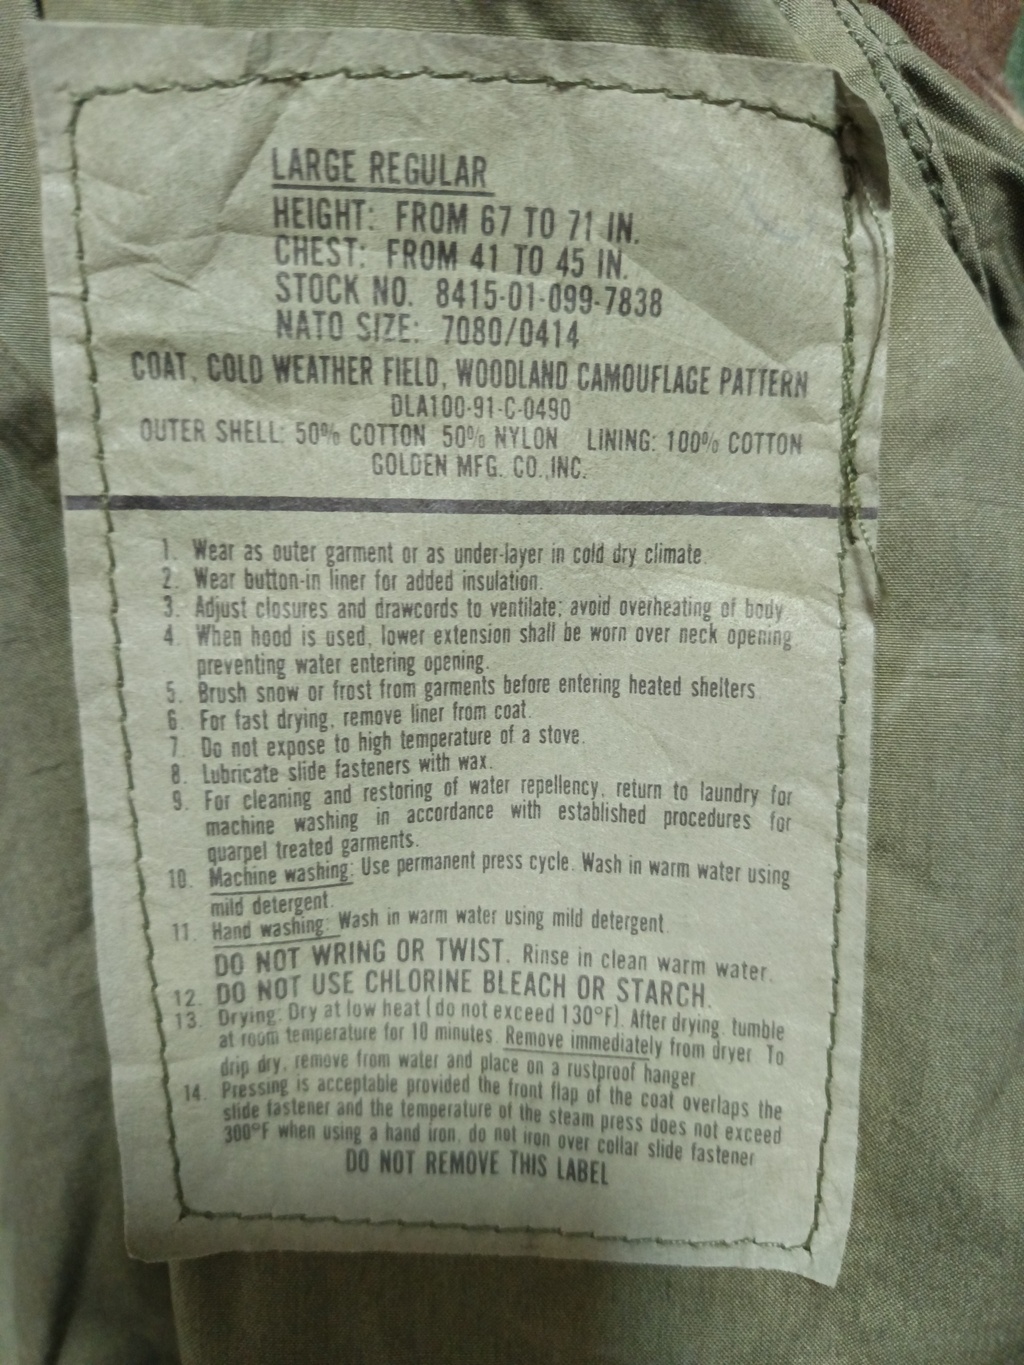 LARGE REGULAR
HEIGHT: FROM 67 TO 71 IN.
CHEST: FROM 41 TO 45 IN.
STOCK NO. 8415-01-099-7838
NATO SIZE: 7080/0414
COAT, COLD WEATHER FIELD, WOODLAND CAMOUFLAGE PATTERN
DLA100-91-C-0490
OUTER SHELL: 50% COTTON 50% NYLON LINING: 100% COTTON
GOLDEN MFG. CO., INC.
1. Wear as outer garment or as under-layer in cold dry climate
2. Wear button-in liner for added insulation.
3. Adjust closures and drawcords to ventilate; avoid overheating of body
4. When hood is used, lower extension shall be worn over neck opening
preventing water entering opening.
5. Brush snow or frost from garments before entering heated shelters
6. For fast drying, remove liner from coat.
7. Do not expose to high temperature of a stove.
8. Lubricate slide fasteners with wax.
9. For cleaning and restoring of water repellency, return to laundry for
machine washing in accordance with established procedures for
quarpel treated garments.
10. Machine washing: Use permanent press cycle. Wash in warm water using
mild detergent.
11. Hand washing: Wash in warm water using mild detergent
DO NOT WRING OR TWIST. Rinse in clean warm water.
12. DO NOT USE CHLORINE BLEACH OR STARCH.
13. Drying: Dry at low heat (do not exceed 130°F). After drying, tumble
at room temperature for 10 minutes. Remove immediately from dryer. To
drip dry, remove from water and place on a rustproof hanger
14. Pressing is acceptable provided the front flap of the coat overlaps the
slide fastener and the temperature of the steam press does not exceed
300°F when using a hand iron, do not iron over collar slide fastener
DO NOT REMOVE THIS LABEL